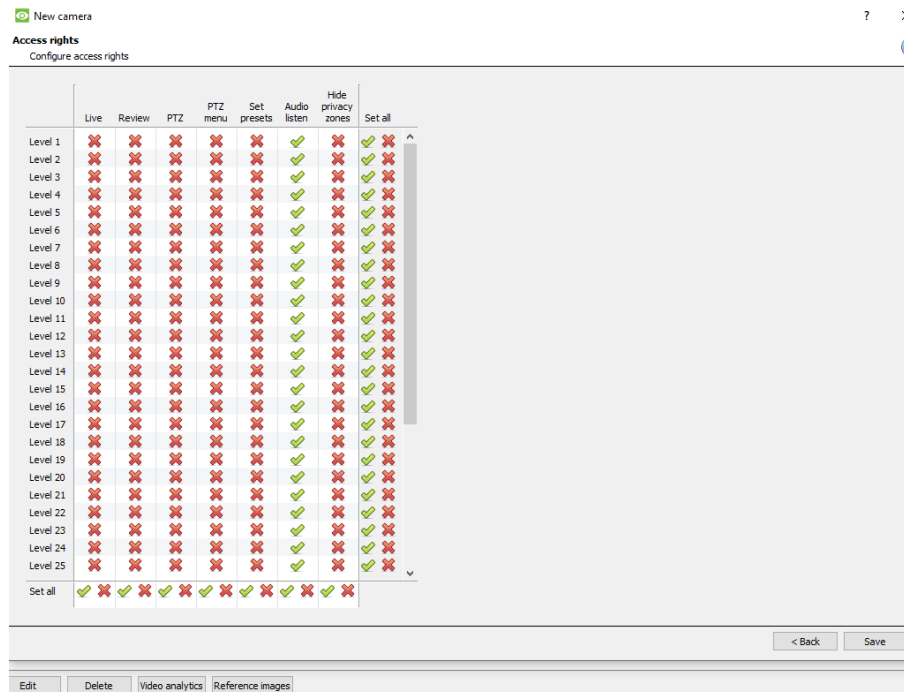 New camera
?
Access rights
Configure access rights
Live Review PTZ PTZ menu Set presets Audio listen Hide privacy zones Set all
Level 1
Level 2
Level 3
Level 4
Level 5
Level 6
Level 7
Level 8
Level 9
Level 10
Level 11
Level 12
Level 13
Level 14
Level 15
Level 16
Level 17
Level 18
Level 19
Level 20
Level 21
Level 22
Level 23
Level 24
Level 25
Set all
< Back Save
Edit Delete Video analytics Reference images